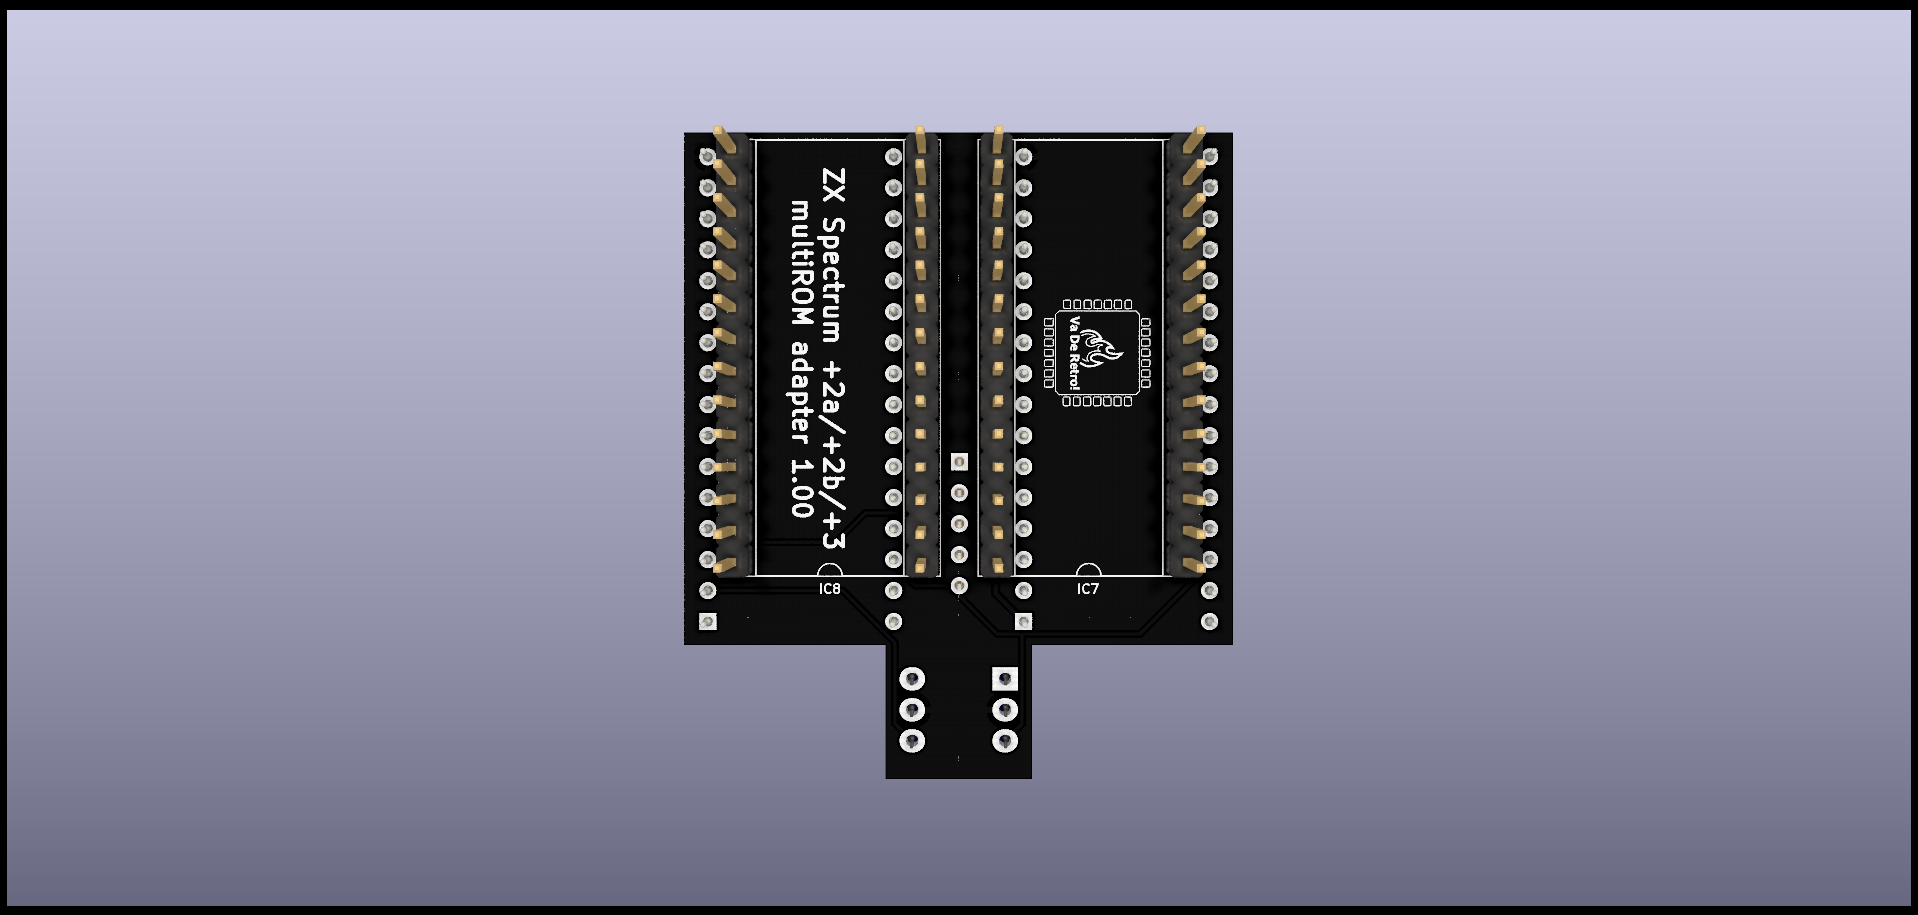 ZX Spectrum +2a/+2b/+3
multiROM adapter 1.00
Va De Retro!
IC8
IC7